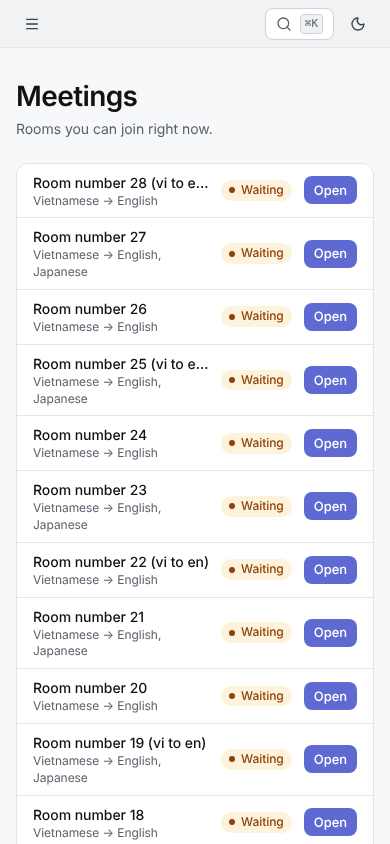 ⌘K
Meetings
Rooms you can join right now.
Room number 28 (vi to e... Waiting Open
Vietnamese → English
Room number 27 Waiting Open
Vietnamese → English,
Japanese
Room number 26 Waiting Open
Vietnamese → English
Room number 25 (vi to e... Waiting Open
Vietnamese → English,
Japanese
Room number 24 Waiting Open
Vietnamese → English
Room number 23 Waiting Open
Vietnamese → English,
Japanese
Room number 22 (vi to en) Waiting Open
Vietnamese → English
Room number 21 Waiting Open
Vietnamese → English,
Japanese
Room number 20 Waiting Open
Vietnamese → English
Room number 19 (vi to en) Waiting Open
Vietnamese → English,
Japanese
Room number 18 Waiting Open
Vietnamese → English